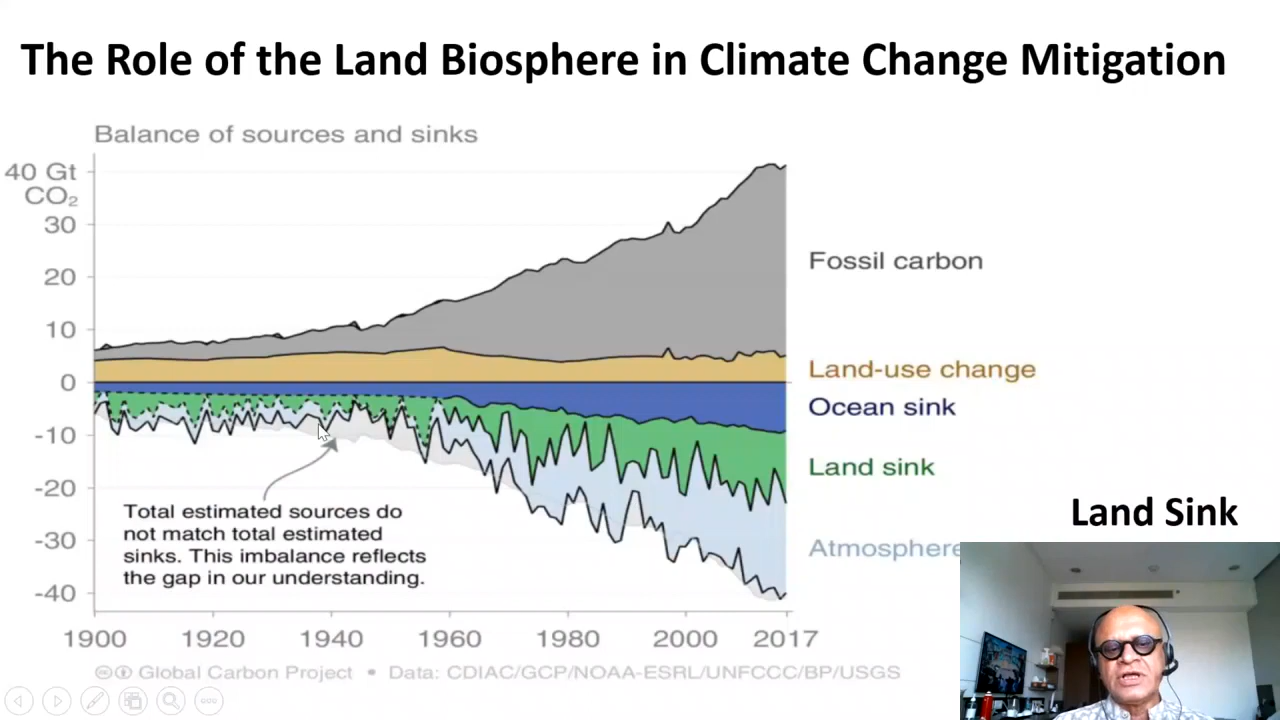 The Role of the Land Biosphere in Climate Change Mitigation
Balance of sources and sinks
40 Gt
CO₂
30
20
10
0
-10
-20
-30
-40
Fossil carbon
Land-use change
Ocean sink
Land sink
Land Sink
Atmosphere
Total estimated sources do
not match total estimated
sinks. This imbalance reflects
the gap in our understanding.
1900 1920 1940 1960 1980 2000 2017
Global Carbon Project • Data: CDIAC/GCP/NOAA-ESRL/UNFCCC/BP/USGS